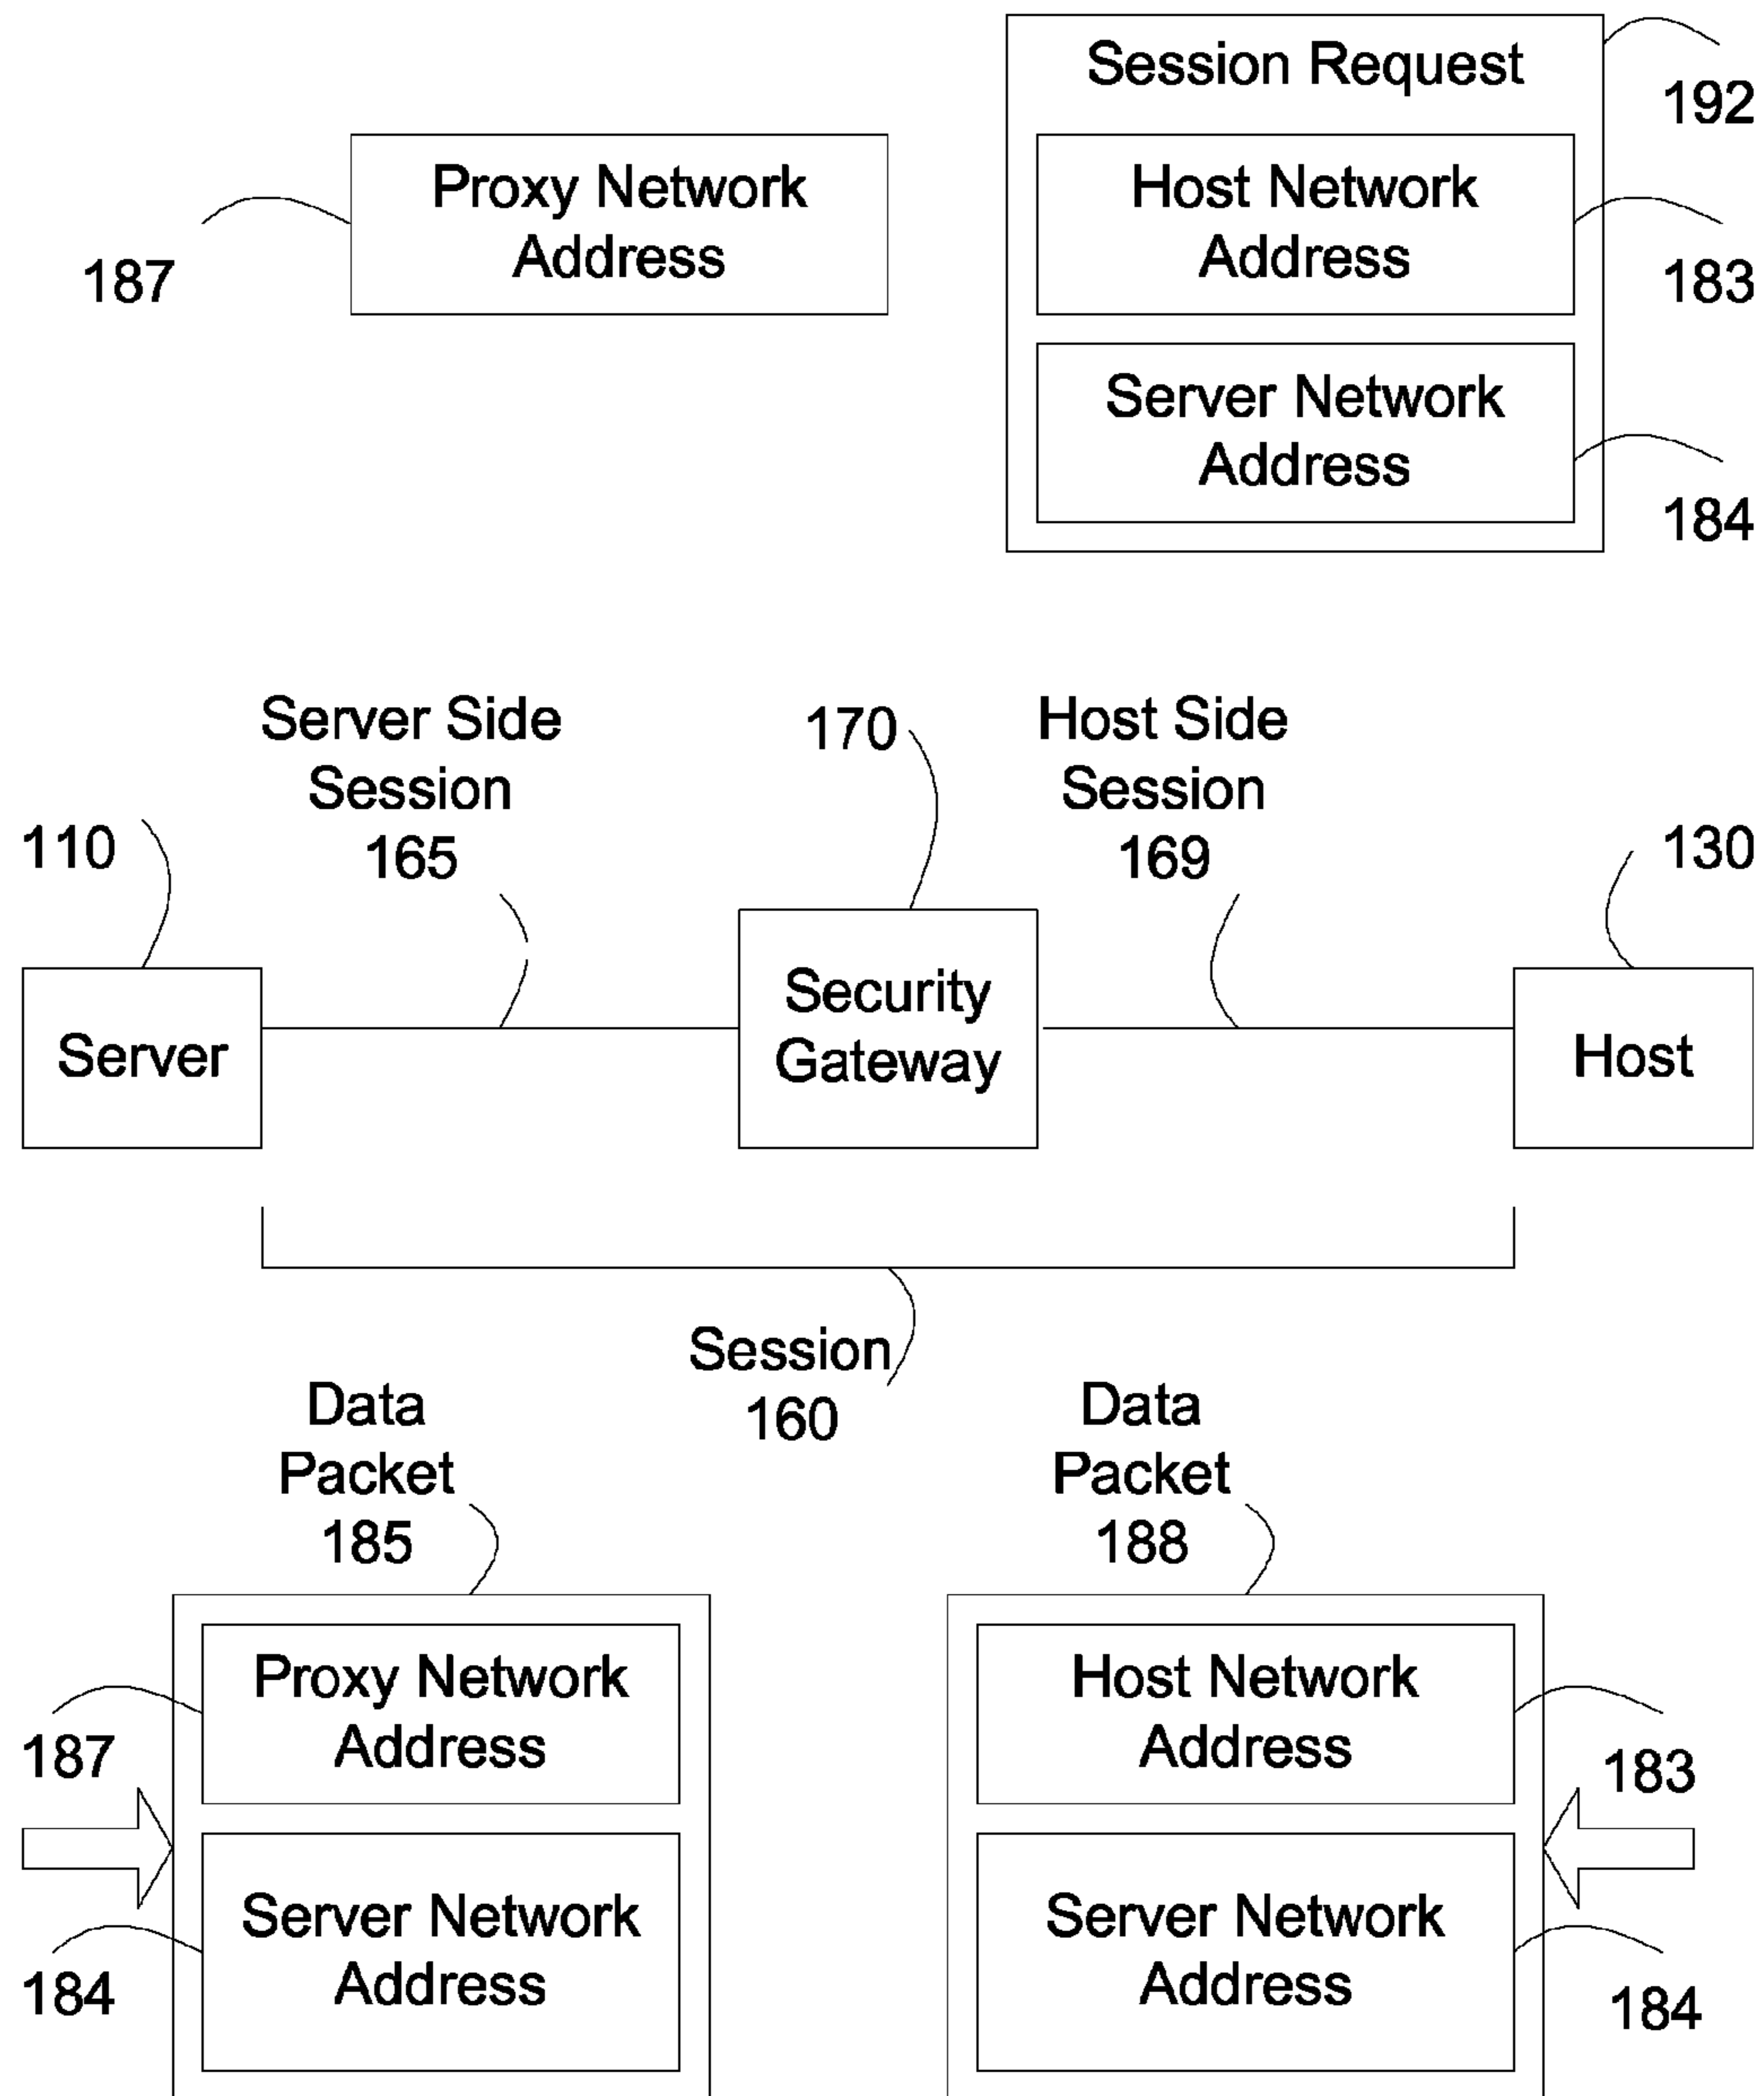 Session Request
192
Proxy Network
Address
187
Host Network
Address
183
Server Network
Address
184
Server Side
Session
165
170
Host Side
Session
169
110
130
Server
Security
Gateway
Host
Session
160
Data
Packet
185
Data
Packet
188
Proxy Network
Address
187
Server Network
Address
184
Host Network
Address
183
Server Network
Address
184